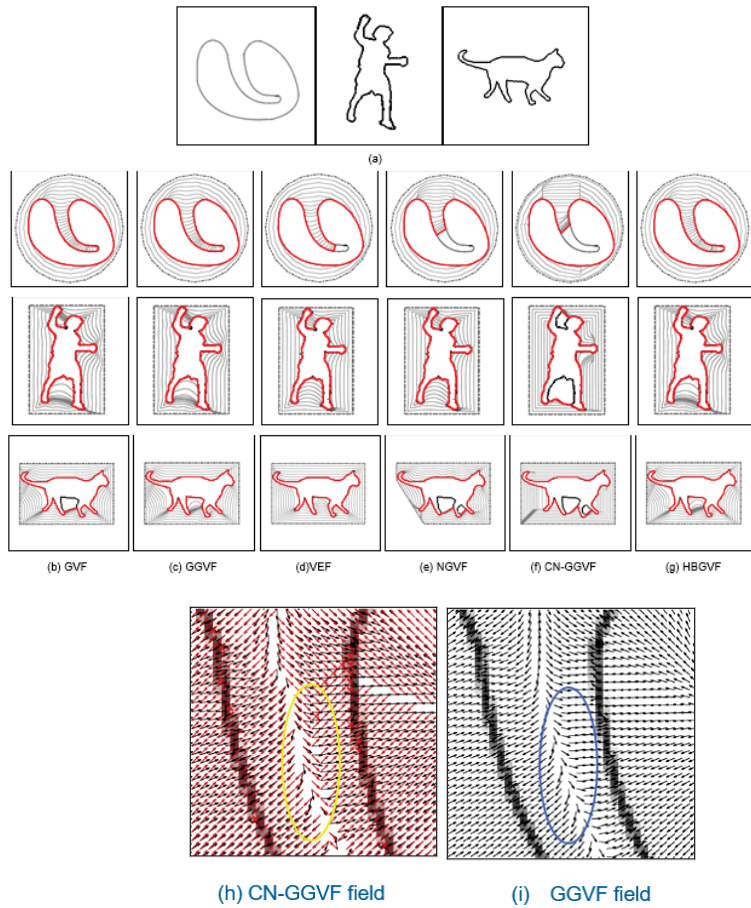 (a)
(b) GVF (c) GGVF (d)VEF (e) NGVF (f) CN-GGVF (g) HBGVF
(h) CN-GGVF field (i) GGVF field